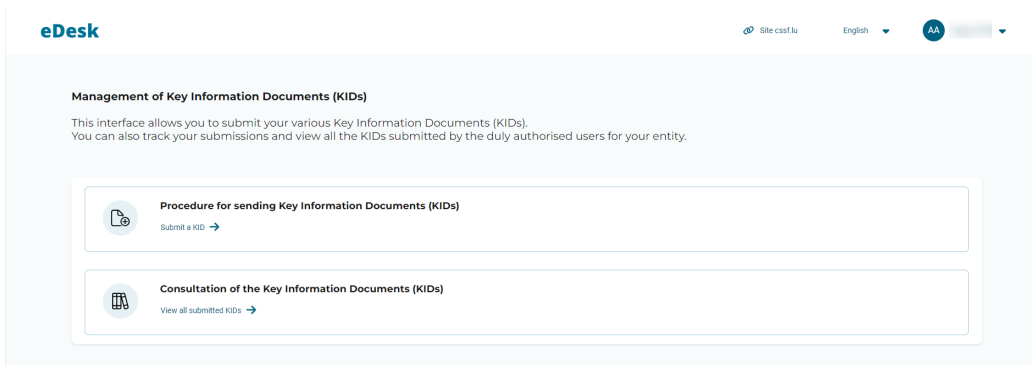 eDesk
Site cssf.lu
English
AA
Management of Key Information Documents (KIDs)
This interface allows you to submit your various Key Information Documents (KIDs).
You can also track your submissions and view all the KIDs submitted by the duly authorised users for your entity.
Procedure for sending Key Information Documents (KIDs)
Submit a KID
Consultation of the Key Information Documents (KIDs)
View all submitted KIDs